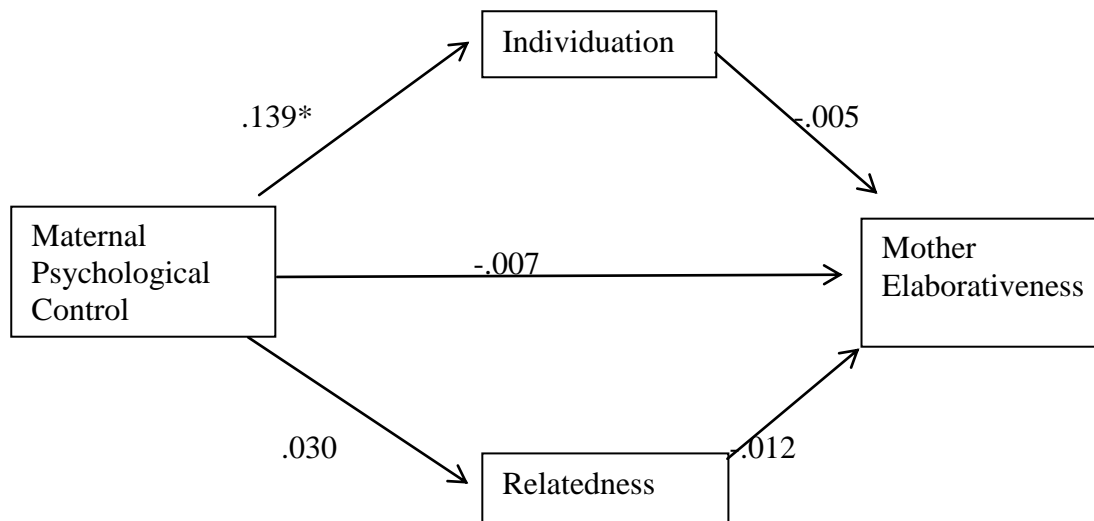 Individuation
.139*
-.005
Maternal
Psychological
Control
-.007
Mother
Elaborativeness
.030
-.012
Relatedness